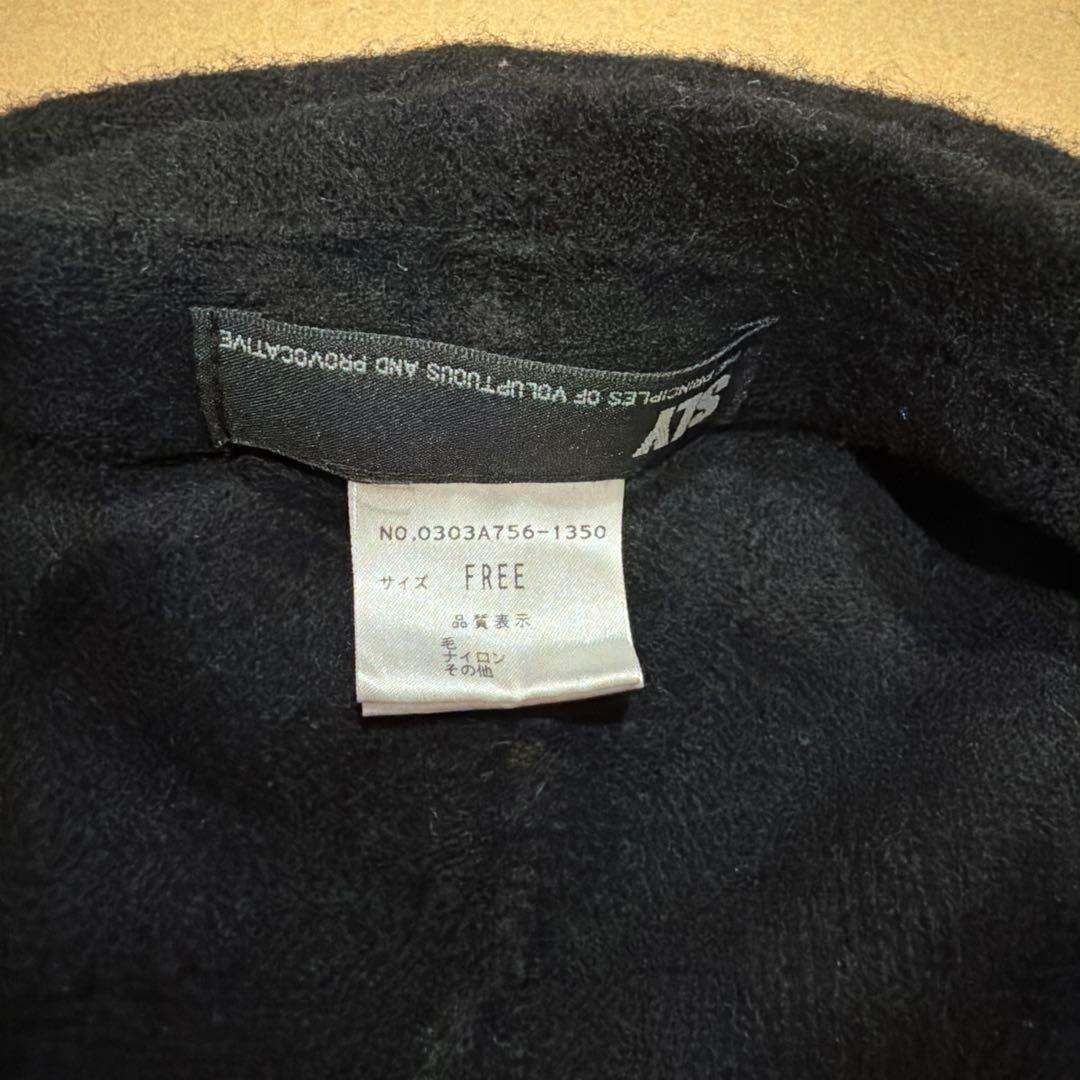 PRINCIPLES OF VOLUPTUOUS AND PROVOCATIVE
SLY
NO.0303A756-1350
サイズ FREE
品質表示
毛
ナイロン
その他